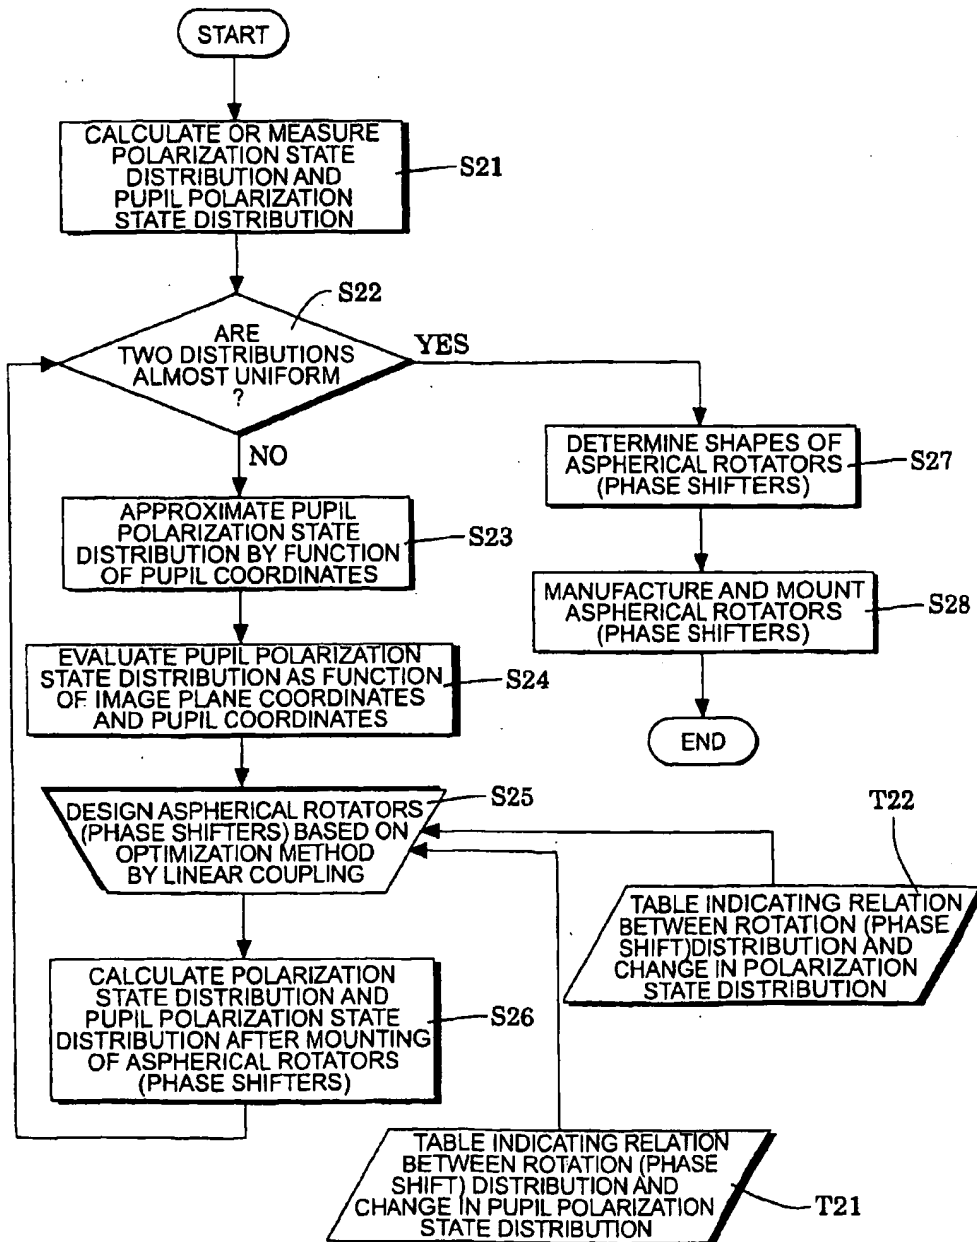 START
CALCULATE OR MEASURE
POLARIZATION STATE
DISTRIBUTION AND
PUPIL POLARIZATION
STATE DISTRIBUTION
S21
S22
ARE
TWO DISTRIBUTIONS
ALMOST UNIFORM
?
YES
NO
DETERMINE SHAPES OF
ASPHERICAL ROTATORS
(PHASE SHIFTERS)
S27
APPROXIMATE PUPIL
POLARIZATION STATE
DISTRIBUTION BY FUNCTION
OF PUPIL COORDINATES
S23
MANUFACTURE AND MOUNT
ASPHERICAL ROTATORS
(PHASE SHIFTERS)
S28
EVALUATE PUPIL POLARIZATION
STATE DISTRIBUTION AS FUNCTION
OF IMAGE PLANE COORDINATES
AND PUPIL COORDINATES
S24
END
DESIGN ASPHERICAL ROTATORS
(PHASE SHIFTERS) BASED ON
OPTIMIZATION METHOD
BY LINEAR COUPLING
S25
T22
TABLE INDICATING RELATION
BETWEEN ROTATION (PHASE
SHIFT)DISTRIBUTION AND
CHANGE IN POLARIZATION
STATE DISTRIBUTION
CALCULATE POLARIZATION
STATE DISTRIBUTION AND
PUPIL POLARIZATION STATE
DISTRIBUTION AFTER MOUNTING
OF ASPHERICAL ROTATORS
(PHASE SHIFTERS)
S26
TABLE INDICATING RELATION
BETWEEN ROTATION (PHASE
SHIFT) DISTRIBUTION AND
CHANGE IN PUPIL POLARIZATION
STATE DISTRIBUTION
T21